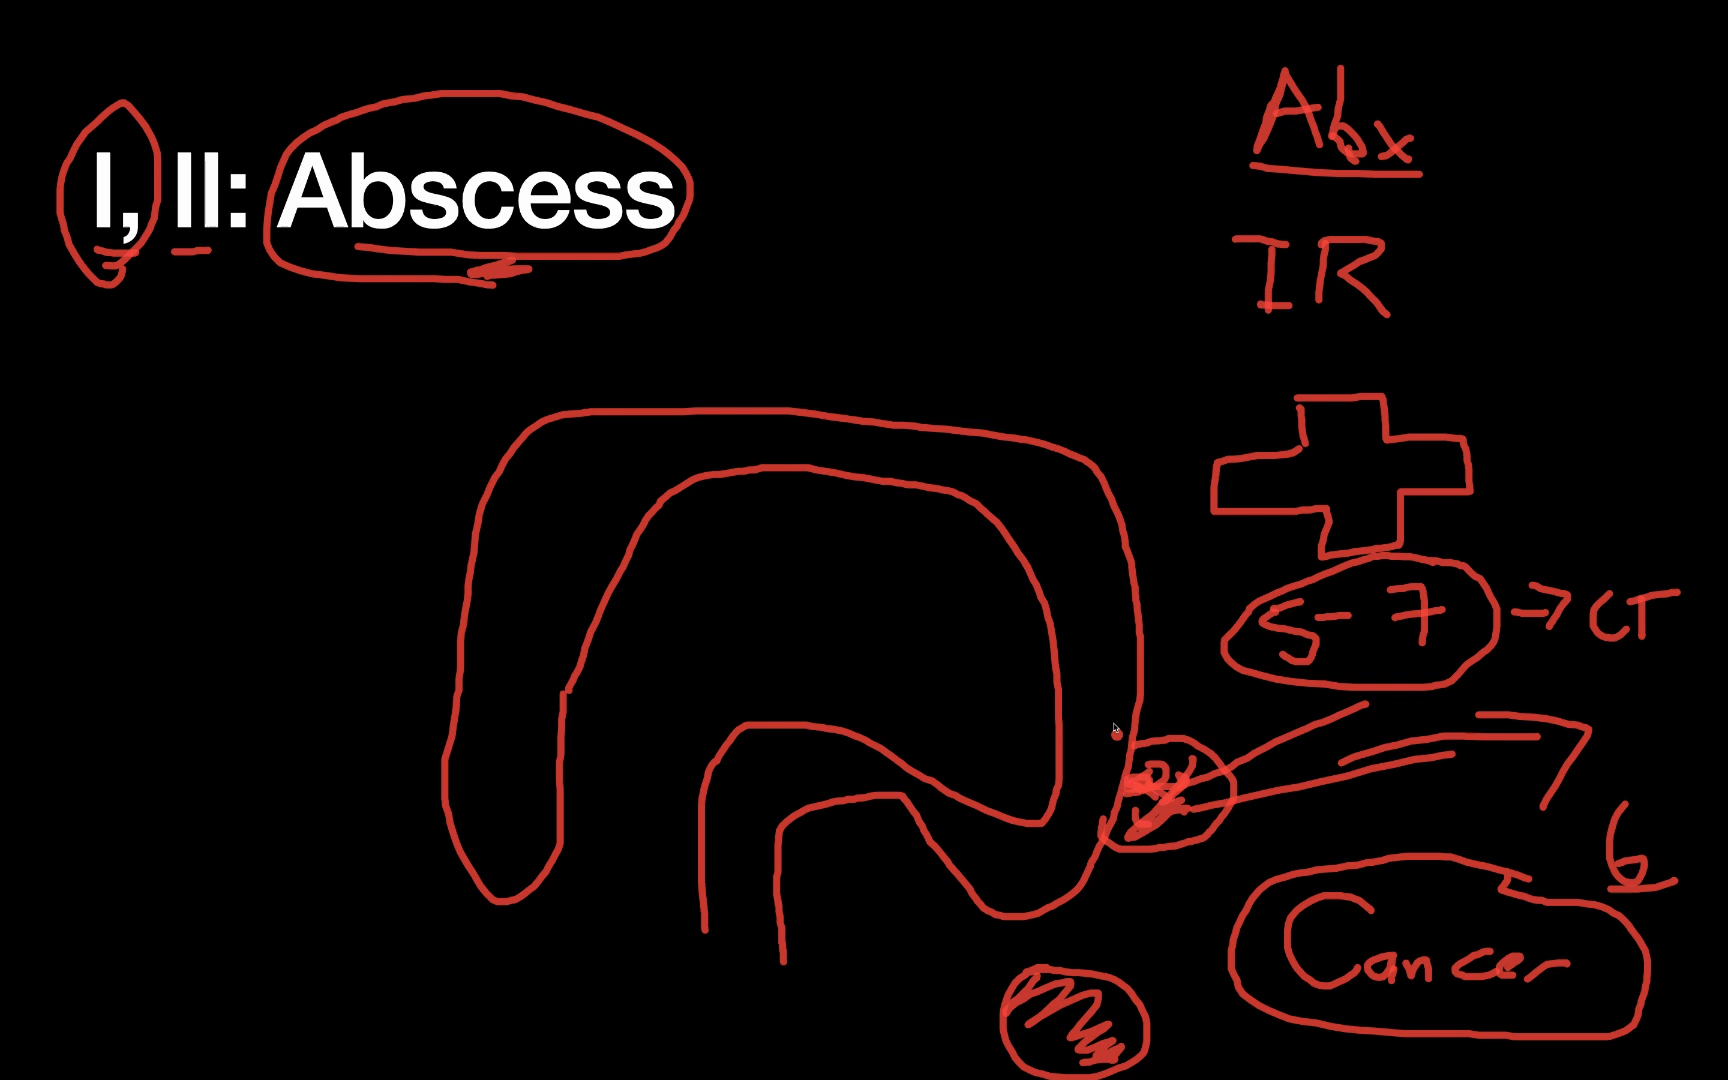 I, II: Abscess
Abx
IR
5-7 → CT
6
Cancer